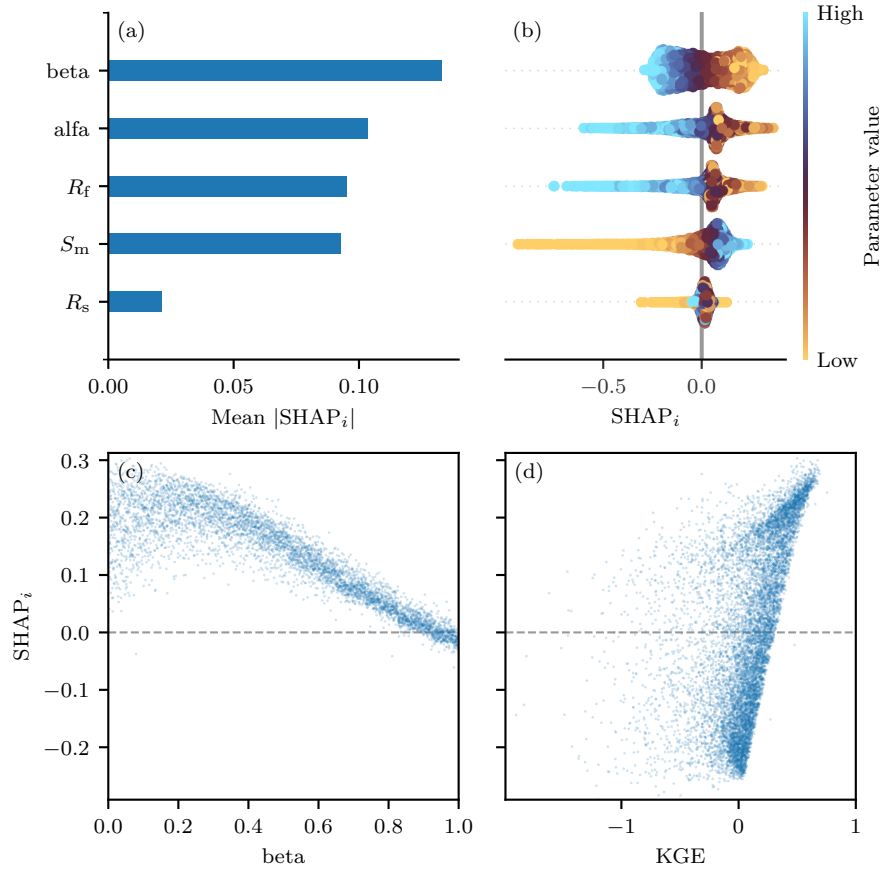 (a)
beta
alfa
R_f
S_m
R_s
0.00 0.05 0.10
Mean |SHAP_i|
(b)
−0.5 0.0
SHAP_i
High
Low
Parameter value
(c)
0.3
0.2
0.1
0.0
−0.1
−0.2
SHAP_i
0.0 0.2 0.4 0.6 0.8 1.0
beta
(d)
−1 0 1
KGE